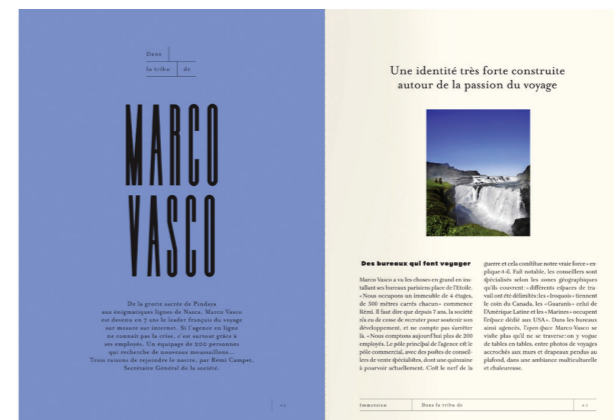 Dans
la tribu de
MARCO
VASCO
De la grotte sacrée de Pindaya
aux énigmatiques lignes de Nazca, Marco Vasco
est devenu en 7 ans le leader français du voyage
sur mesure sur internet. Si l'agence en ligne
ne connaît pas la crise, c'est surtout grâce à
ses employés. Un équipage de 200 personnes
qui recherche de nouveaux moussaillons...
Trois raisons de rejoindre la nacre, par Rémi Campet,
Secrétaire Général de la société.
Une identité très forte construite
autour de la passion du voyage
Des bureaux qui font voyager
Marco Vasco a vu les choses en grand en ins-
tallant ses bureaux parisiens place de l'Etoile.
«Nous occupons un immeuble de 4 étages,
de 500 mètres carrés chacun» commence
Rémi. Il faut dire que depuis 7 ans, la société
n'a eu de cesse de recruter pour soutenir son
développement, et ne compte pas s'arrêter
là. «Nous comptons aujourd'hui plus de 200
employés. Le pôle principal de l'agence est le
pôle commercial, avec des postes de conseil-
lers de vente spécialistes, dont une quinzaine
à pourvoir actuellement. C'est le nerf de la
guerre et cela constitue notre vraie force» ex-
plique-t-il. Fait notable, les conseillers sont
spécialisés selon les zones géographiques
qu'ils couvrent: «différents espaces de tra-
vail ont été délimités: les «Iroquois» tiennent
le coin du Canada, les «Guaranis» celui de
l'Amérique Latine et les «Marines» occupent
l'espace dédié aux USA». Dans les bureaux
ainsi agencés, l'open space Marco Vasco se
visite plus qu'il ne se traverse: on y vogue
de tables en tables, entre photos de voyages
accrochés aux murs et drapeaux pendus au
plafond, dans une ambiance multiculturelle
et chaleureuse.
Immersion Dans la tribu de